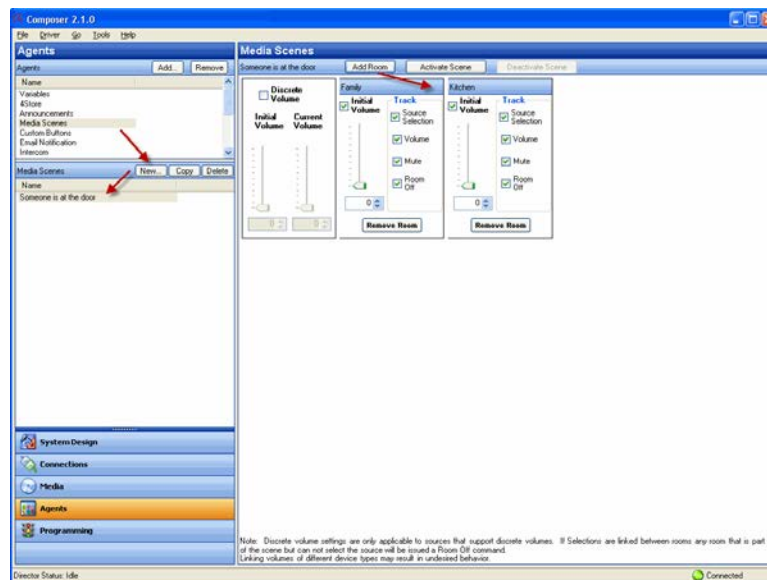 Composer 2.1.0
File Driver Go Tools Help
Agents
Agents Add... Remove
Name
Variables
4Store
Announcements
Media Scenes
Custom Buttons
Email Notification
Intercom
Media Scenes New... Copy Delete
Name
Someone is at the door
System Design
Connections
Media
Agents
Programming
Media Scenes
Someone is at the door Add Room Activate Scene Deactivate Scene
Discrete Volume
Initial Volume Current Volume
0 0
Family
Initial Volume
Track
Source Selection
Volume
Mute
Room Off
0
Remove Room
Kitchen
Initial Volume
Track
Source Selection
Volume
Mute
Room Off
0
Remove Room
Note: Discrete volume settings are only applicable to sources that support discrete volumes. If Selections are linked between rooms any room that is part
of the scene but can not select the source will be issued a Room Off command.
Linking volumes of different device types may result in undesired behavior.
Director Status: Idle Connected